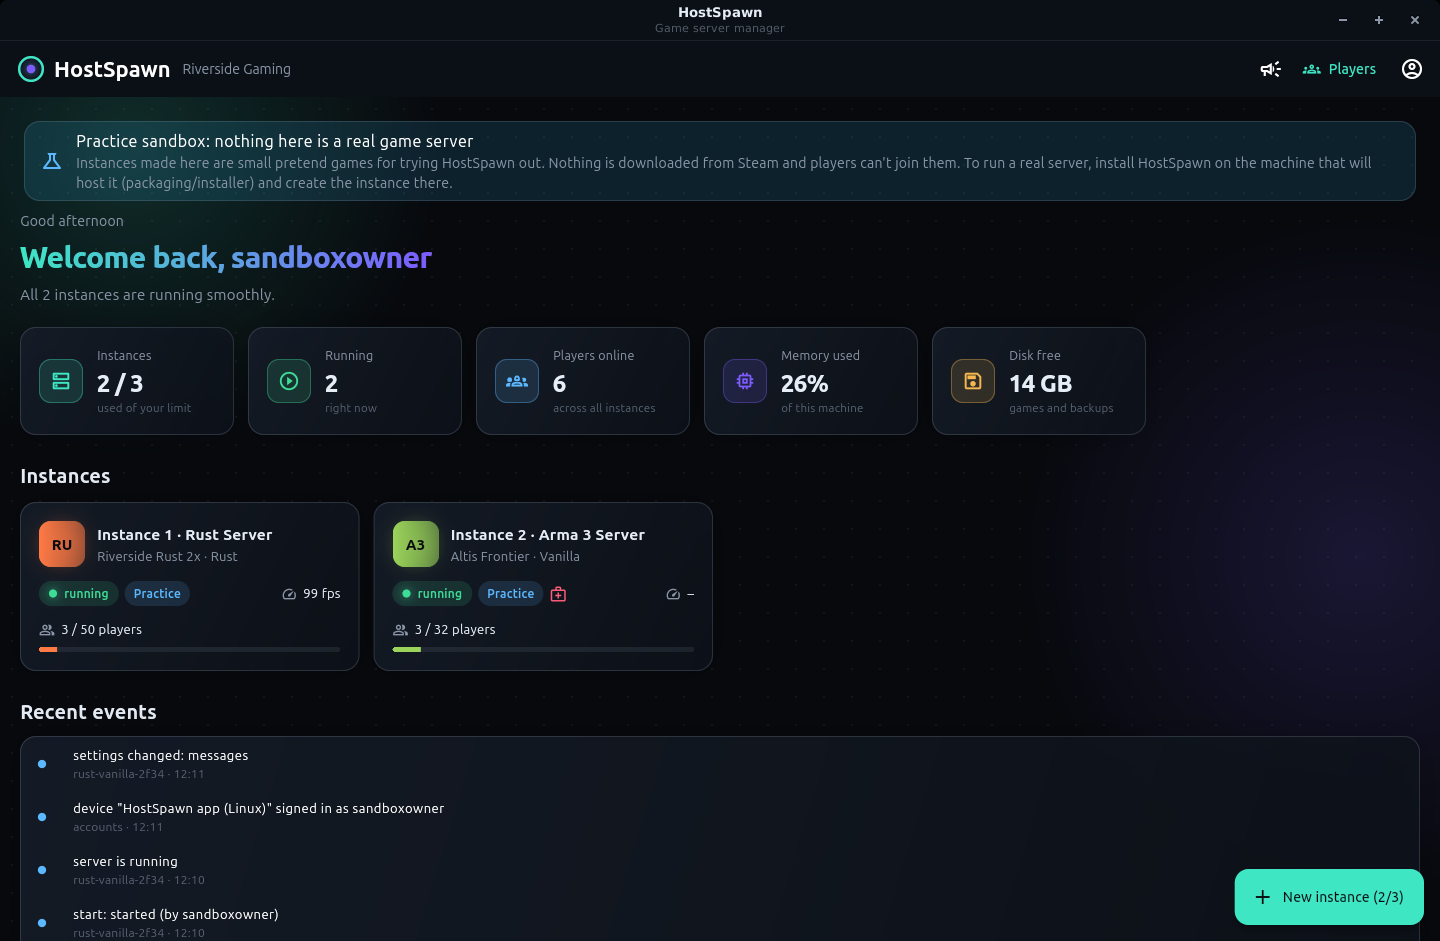 HostSpawn
Game server manager
HostSpawn Riverside Gaming
Players
Practice sandbox: nothing here is a real game server
Instances made here are small pretend games for trying HostSpawn out. Nothing is downloaded from Steam and players can't join them. To run a real server, install HostSpawn on the machine that will
host it (packaging/installer) and create the instance there.
Good afternoon
Welcome back, sandboxowner
All 2 instances are running smoothly.
Instances
2 / 3
used of your limit
Running
2
right now
Players online
6
across all instances
Memory used
26%
of this machine
Disk free
14 GB
games and backups
Instances
RU
Instance 1 · Rust Server
Riverside Rust 2x · Rust
running
Practice
99 fps
3 / 50 players
A3
Instance 2 · Arma 3 Server
Altis Frontier · Vanilla
running
Practice
–
3 / 32 players
Recent events
settings changed: messages
rust-vanilla-2f34 · 12:11
device "HostSpawn app (Linux)" signed in as sandboxowner
accounts · 12:11
server is running
rust-vanilla-2f34 · 12:10
start: started (by sandboxowner)
rust-vanilla-2f34 · 12:10
New instance (2/3)